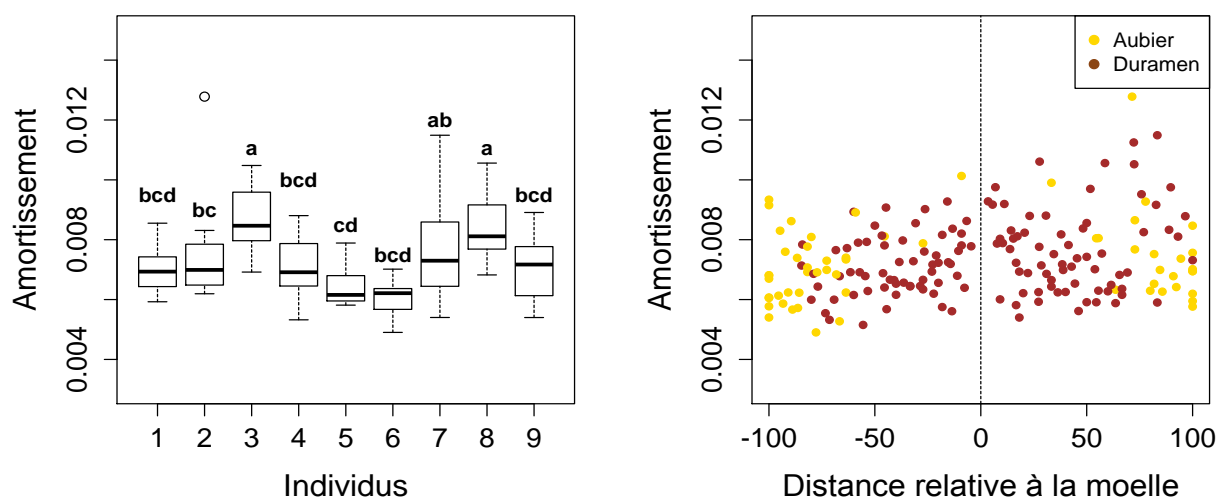 Amortissement
0.004 0.008 0.012
bcd bc a bcd cd bcd ab a bcd
1 2 3 4 5 6 7 8 9
Individus
Amortissement
0.004 0.008 0.012
Aubier
Duramen
-100 -50 0 50 100
Distance relative à la moelle